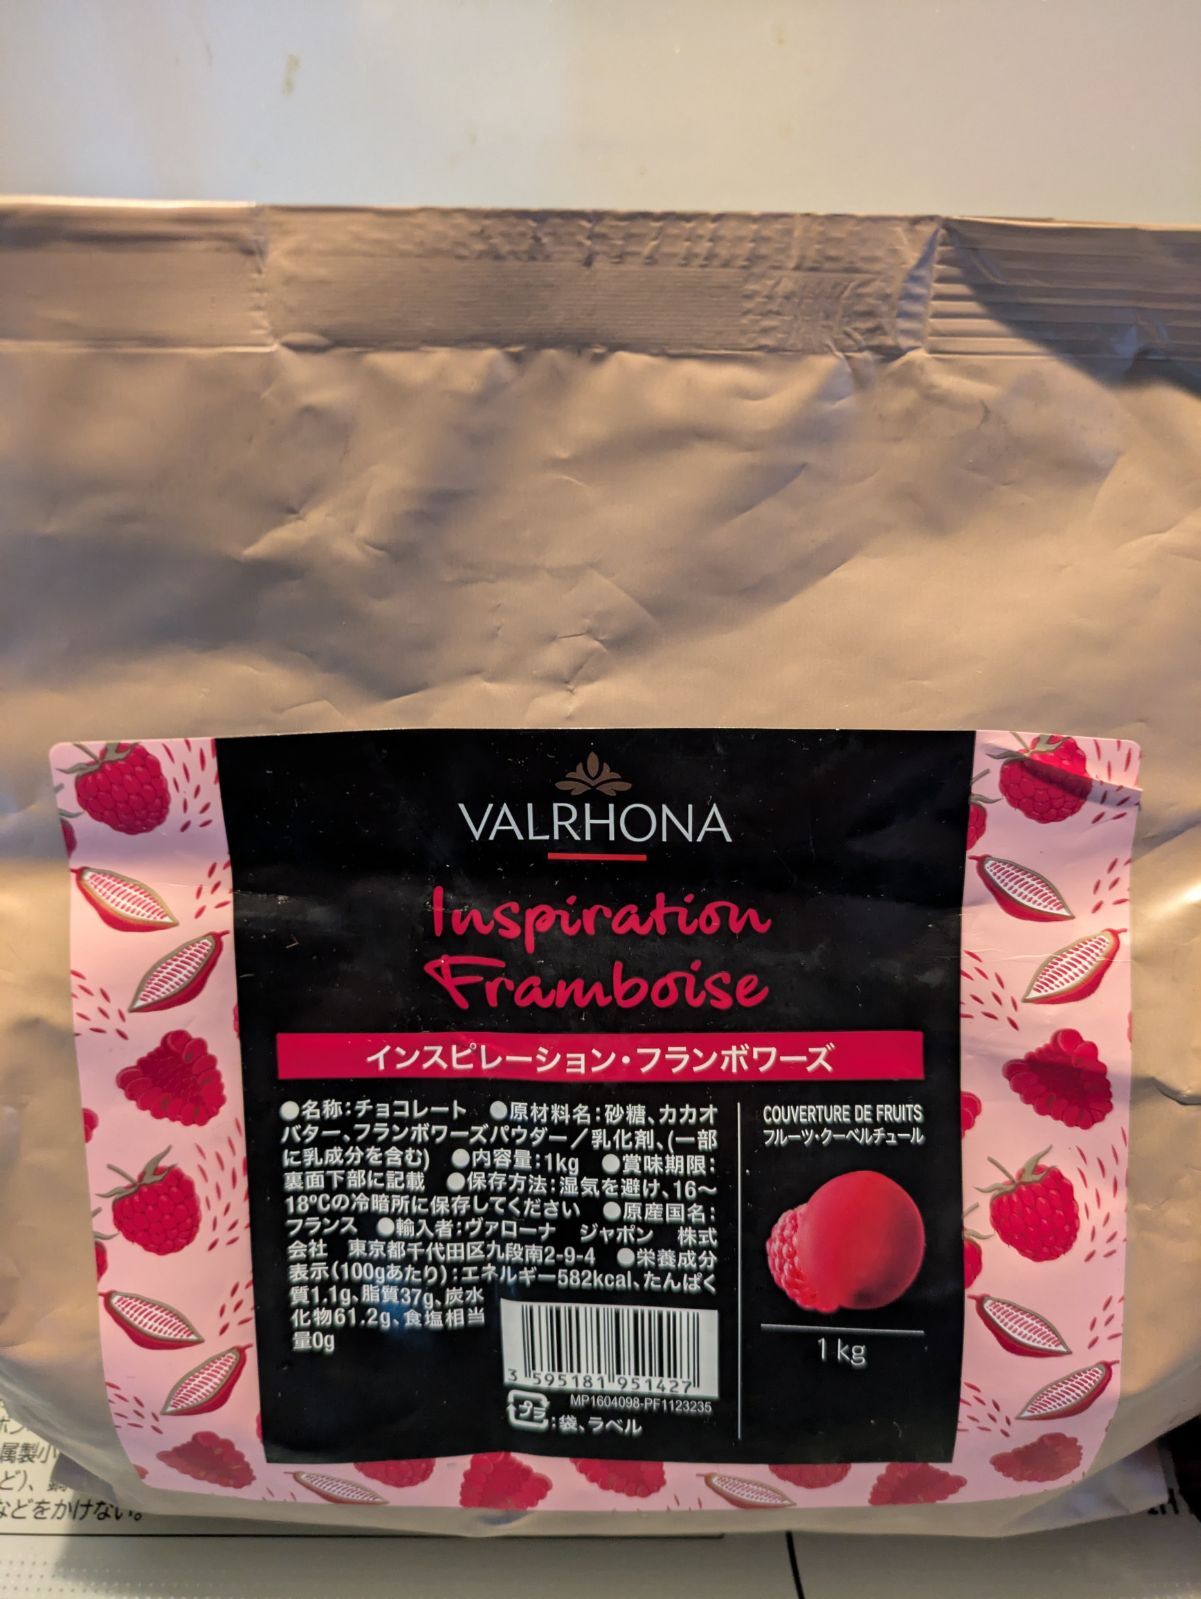 VALRHONA
Inspiration
Framboise
インスピレーション・フランボワーズ
●名称：チョコレート　●原材料名：砂糖、カカオ
バター、フランボワーズパウダー／乳化剤、(一部
に乳成分を含む)　●内容量：1kg　●賞味期限：
裏面下部に記載　●保存方法：湿気を避け、16～
18℃の冷暗所に保存してください　●原産国名：
フランス　●輸入者：ヴァローナ　ジャポン　株式
会社　東京都千代田区九段南2-9-4　●栄養成分
表示(100gあたり)：エネルギー582kcal、たんぱく
質1.1g、脂質37g、炭水
化物61.2g、食塩相当
量0g
3 595181 951427
MP1604098-PF1123235
プラ：袋、ラベル
COUVERTURE DE FRUITS
フルーツ・クーベルチュール
1 kg
属製小
ど)、
などをかけない。